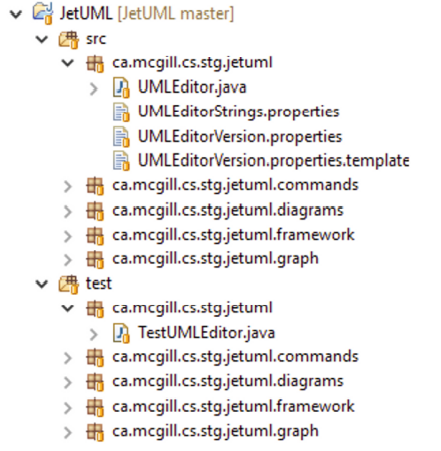 JetUML [JetUML master]
src
ca.mcgill.cs.stg.jetuml
UMLEditor.java
UMLEditorStrings.properties
UMLEditorVersion.properties
UMLEditorVersion.properties.template
ca.mcgill.cs.stg.jetuml.commands
ca.mcgill.cs.stg.jetuml.diagrams
ca.mcgill.cs.stg.jetuml.framework
ca.mcgill.cs.stg.jetuml.graph
test
ca.mcgill.cs.stg.jetuml
TestUMLEditor.java
ca.mcgill.cs.stg.jetuml.commands
ca.mcgill.cs.stg.jetuml.diagrams
ca.mcgill.cs.stg.jetuml.framework
ca.mcgill.cs.stg.jetuml.graph